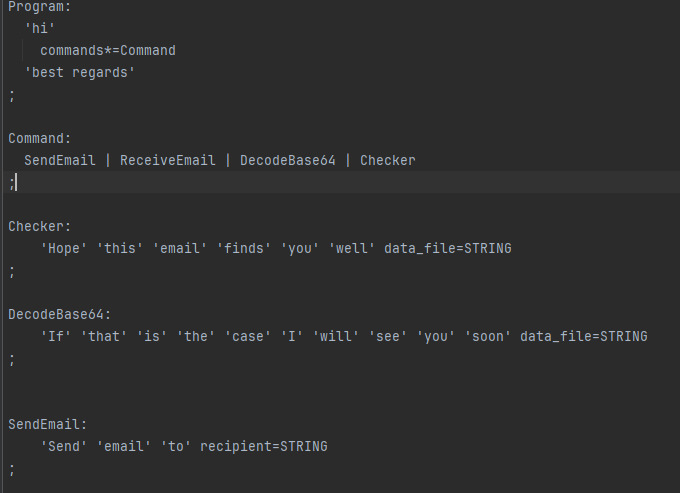 Program:
  'hi'
    commands*=Command
  'best regards'
;

Command:
  SendEmail | ReceiveEmail | DecodeBase64 | Checker
;

Checker:
    'Hope' 'this' 'email' 'finds' 'you' 'well' data_file=STRING
;

DecodeBase64:
    'If' 'that' 'is' 'the' 'case' 'I' 'will' 'see' 'you' 'soon' data_file=STRING
;


SendEmail:
    'Send' 'email' 'to' recipient=STRING
;